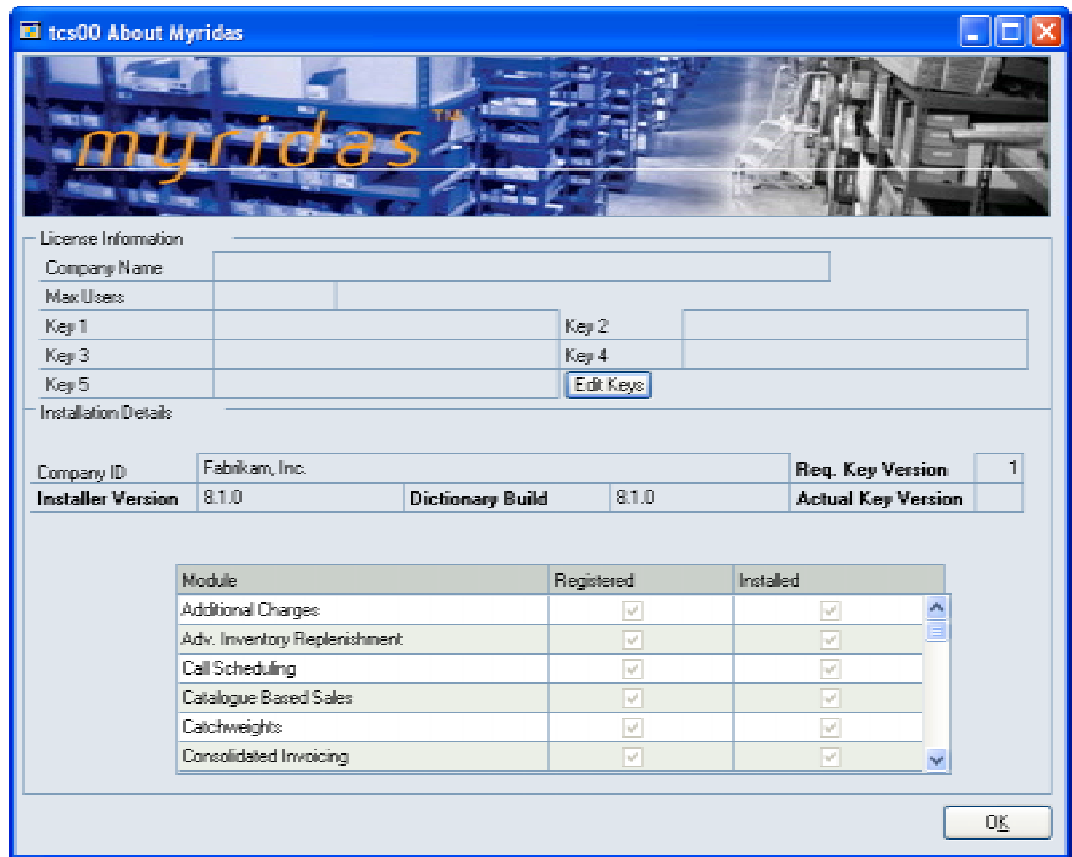 tcs00 About Myridas
myridas™
License Information
Company Name
Max Users
Key 1 Key 2
Key 3 Key 4
Key 5 Edit Keys
Installation Details
Company ID Fabrikam, Inc. Req. Key Version 1
Installer Version 8.1.0 Dictionary Build 8.1.0 Actual Key Version
Module Registered Installed
Additional Charges
Adv. Inventory Replenishment
Call Scheduling
Catalogue Based Sales
Catchweights
Consolidated Invoicing
OK